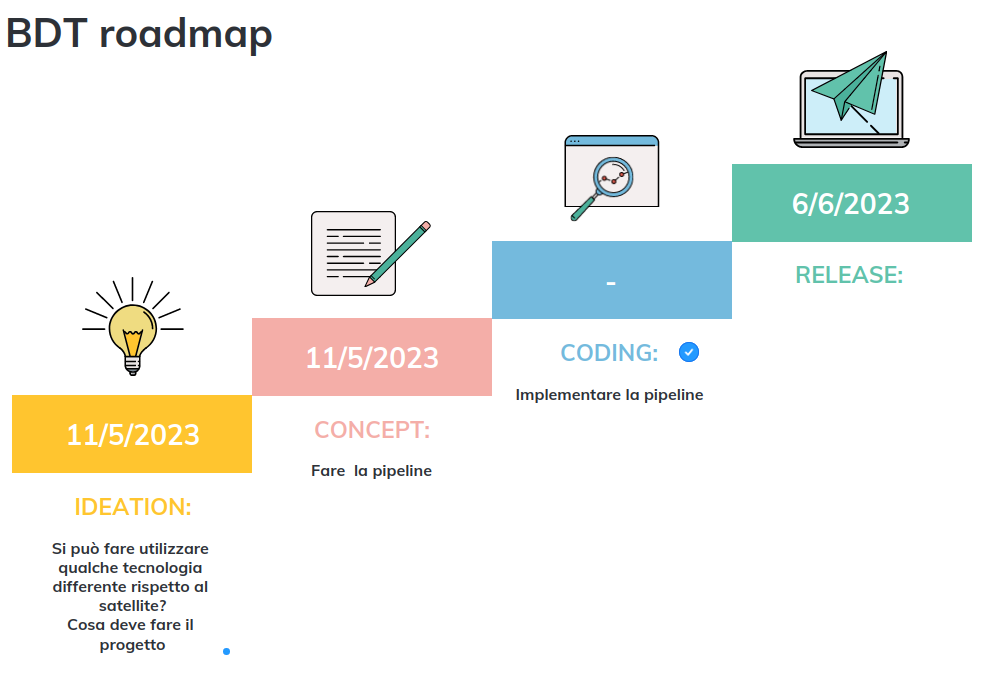 BDT roadmap
11/5/2023
IDEATION:
Si può fare utilizzare
qualche tecnologia
differente rispetto al
satellite?
Cosa deve fare il
progetto
11/5/2023
CONCEPT:
Fare  la pipeline
-
CODING:
Implementare la pipeline
6/6/2023
RELEASE: